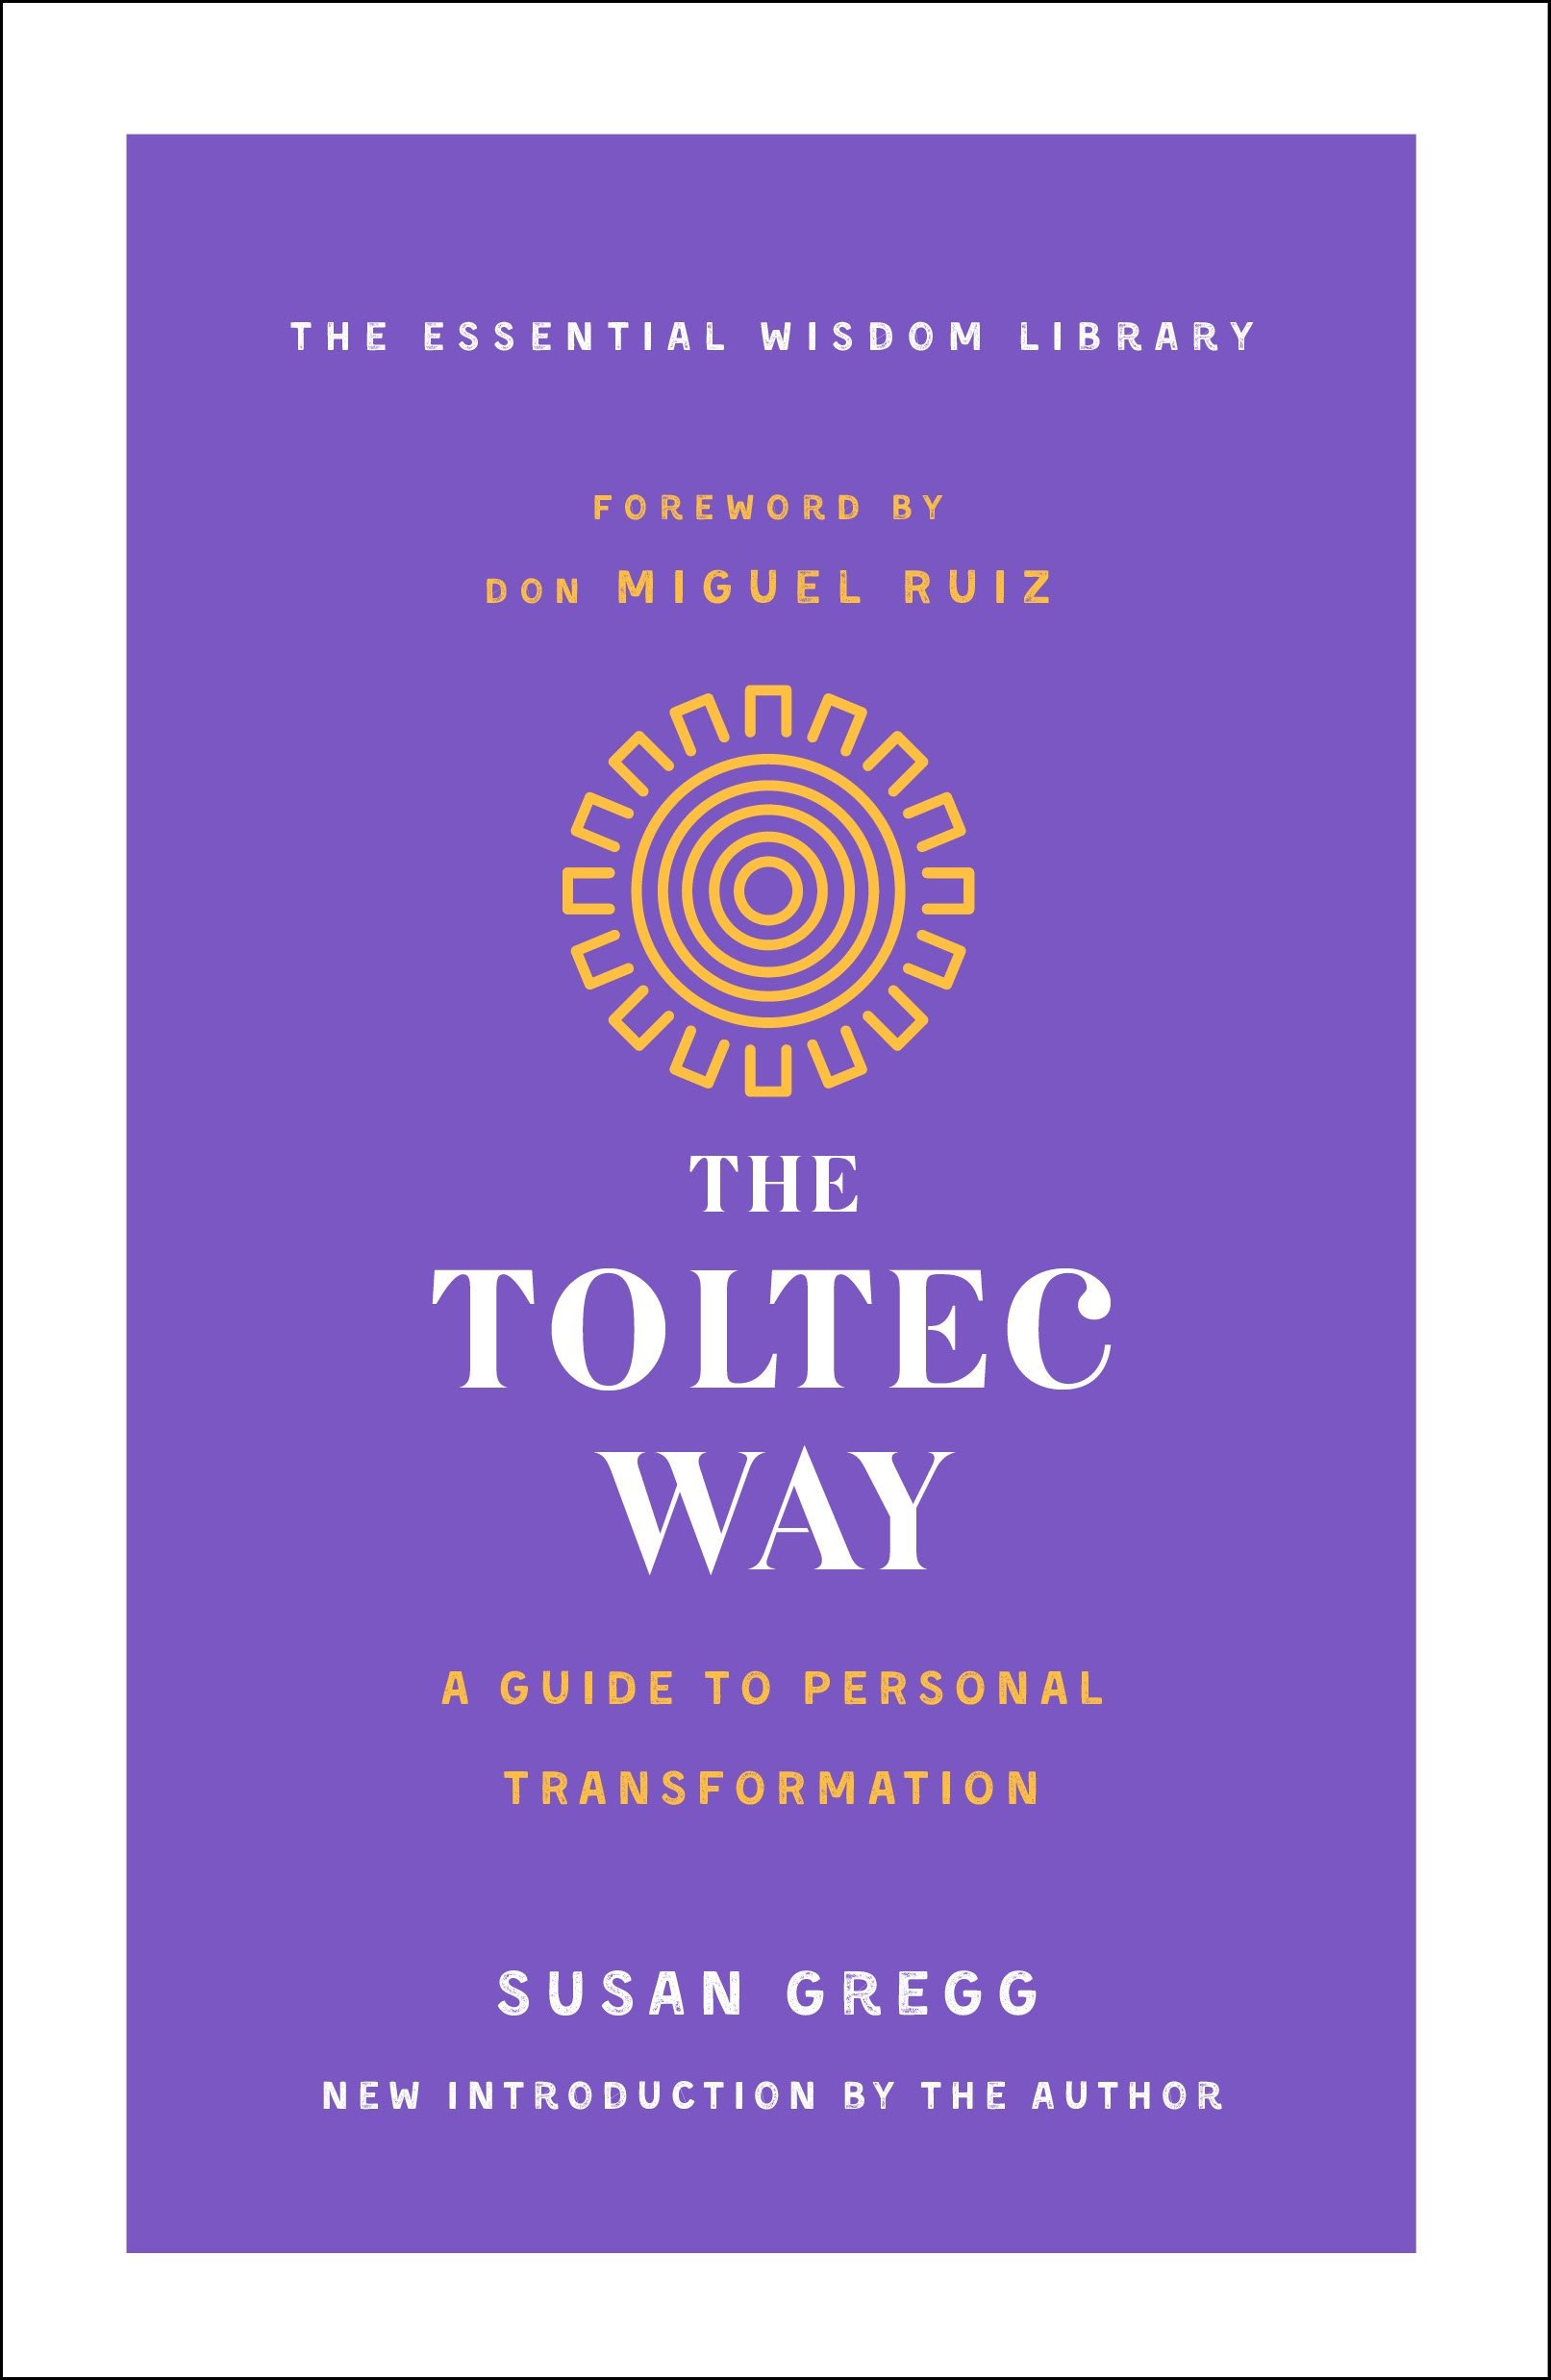 THE ESSENTIAL WISDOM LIBRARY
FOREWORD BY
DON MIGUEL RUIZ
THE
TOLTEC
WAY
A GUIDE TO PERSONAL
TRANSFORMATION
SUSAN GREGG
NEW INTRODUCTION BY THE AUTHOR